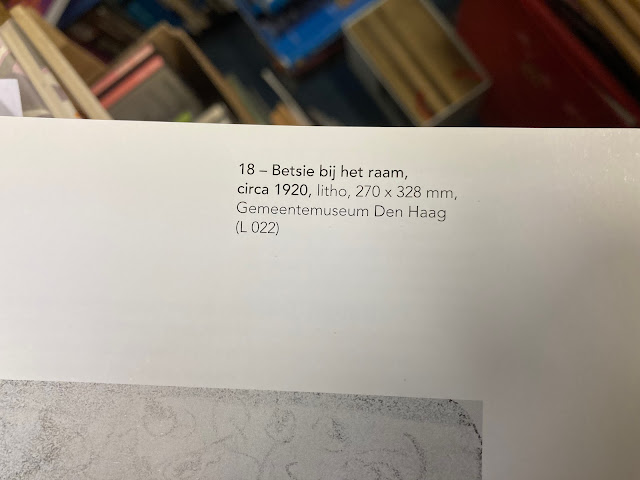 18 – Betsie bij het raam,
circa 1920, litho, 270 x 328 mm,
Gemeentemuseum Den Haag
(L 022)